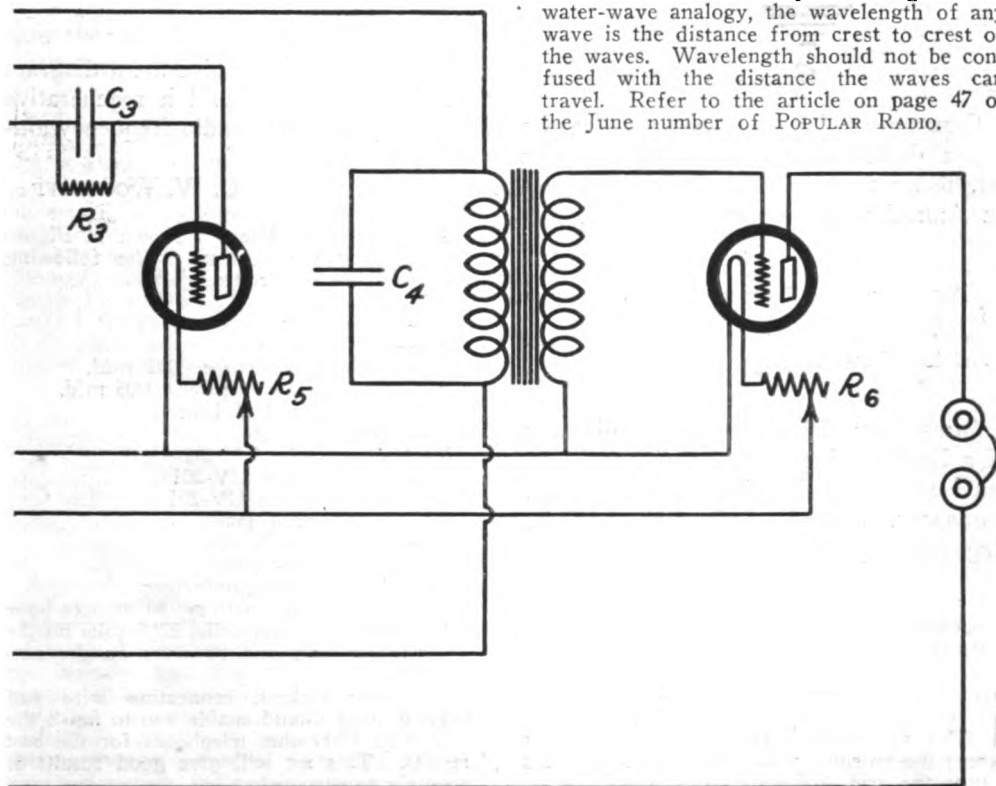 water-wave analogy, the wavelength of any
wave is the distance from crest to crest o
the waves. Wavelength should not be con
fused with the distance the waves can
travel. Refer to the article on page 47 o
the June number of POPULAR RADIO.
C3
R3
C4
R5
R6